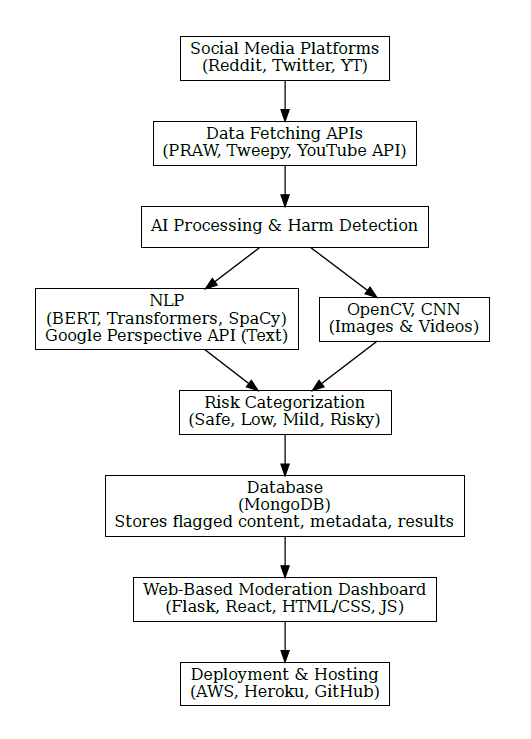 Social Media Platforms
(Reddit, Twitter, YT)
Data Fetching APIs
(PRAW, Tweepy, YouTube API)
AI Processing & Harm Detection
NLP
(BERT, Transformers, SpaCy)
Google Perspective API (Text)
OpenCV, CNN
(Images & Videos)
Risk Categorization
(Safe, Low, Mild, Risky)
Database
(MongoDB)
Stores flagged content, metadata, results
Web-Based Moderation Dashboard
(Flask, React, HTML/CSS, JS)
Deployment & Hosting
(AWS, Heroku, GitHub)